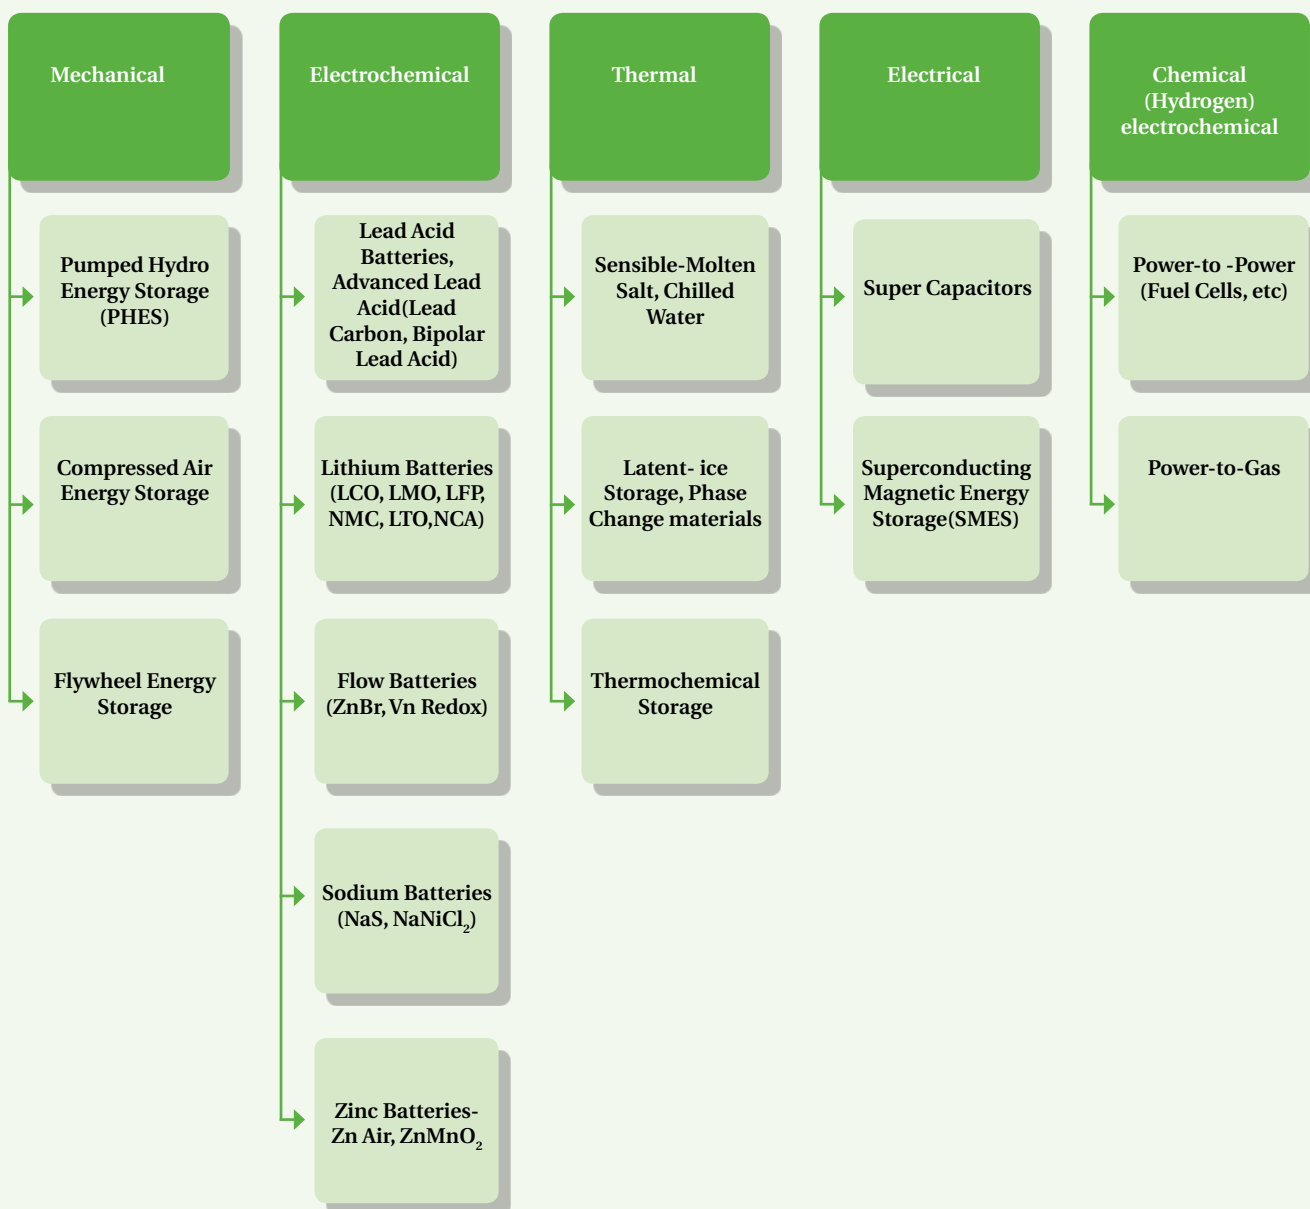 Mechanical
Pumped Hydro
Energy Storage
(PHES)
Compressed Air
Energy Storage
Flywheel Energy
Storage
Electrochemical
Lead Acid
Batteries,
Advanced Lead
Acid(Lead
Carbon, Bipolar
Lead Acid)
Lithium Batteries
(LCO, LMO, LFP,
NMC, LTO,NCA)
Flow Batteries
(ZnBr, Vn Redox)
Sodium Batteries
(NaS, NaNiCl₂)
Zinc Batteries-
Zn Air, ZnMnO₂
Thermal
Sensible-Molten
Salt, Chilled
Water
Latent- ice
Storage, Phase
Change materials
Thermochemical
Storage
Electrical
Super Capacitors
Superconducting
Magnetic Energy
Storage(SMES)
Chemical
(Hydrogen)
electrochemical
Power-to -Power
(Fuel Cells, etc)
Power-to-Gas